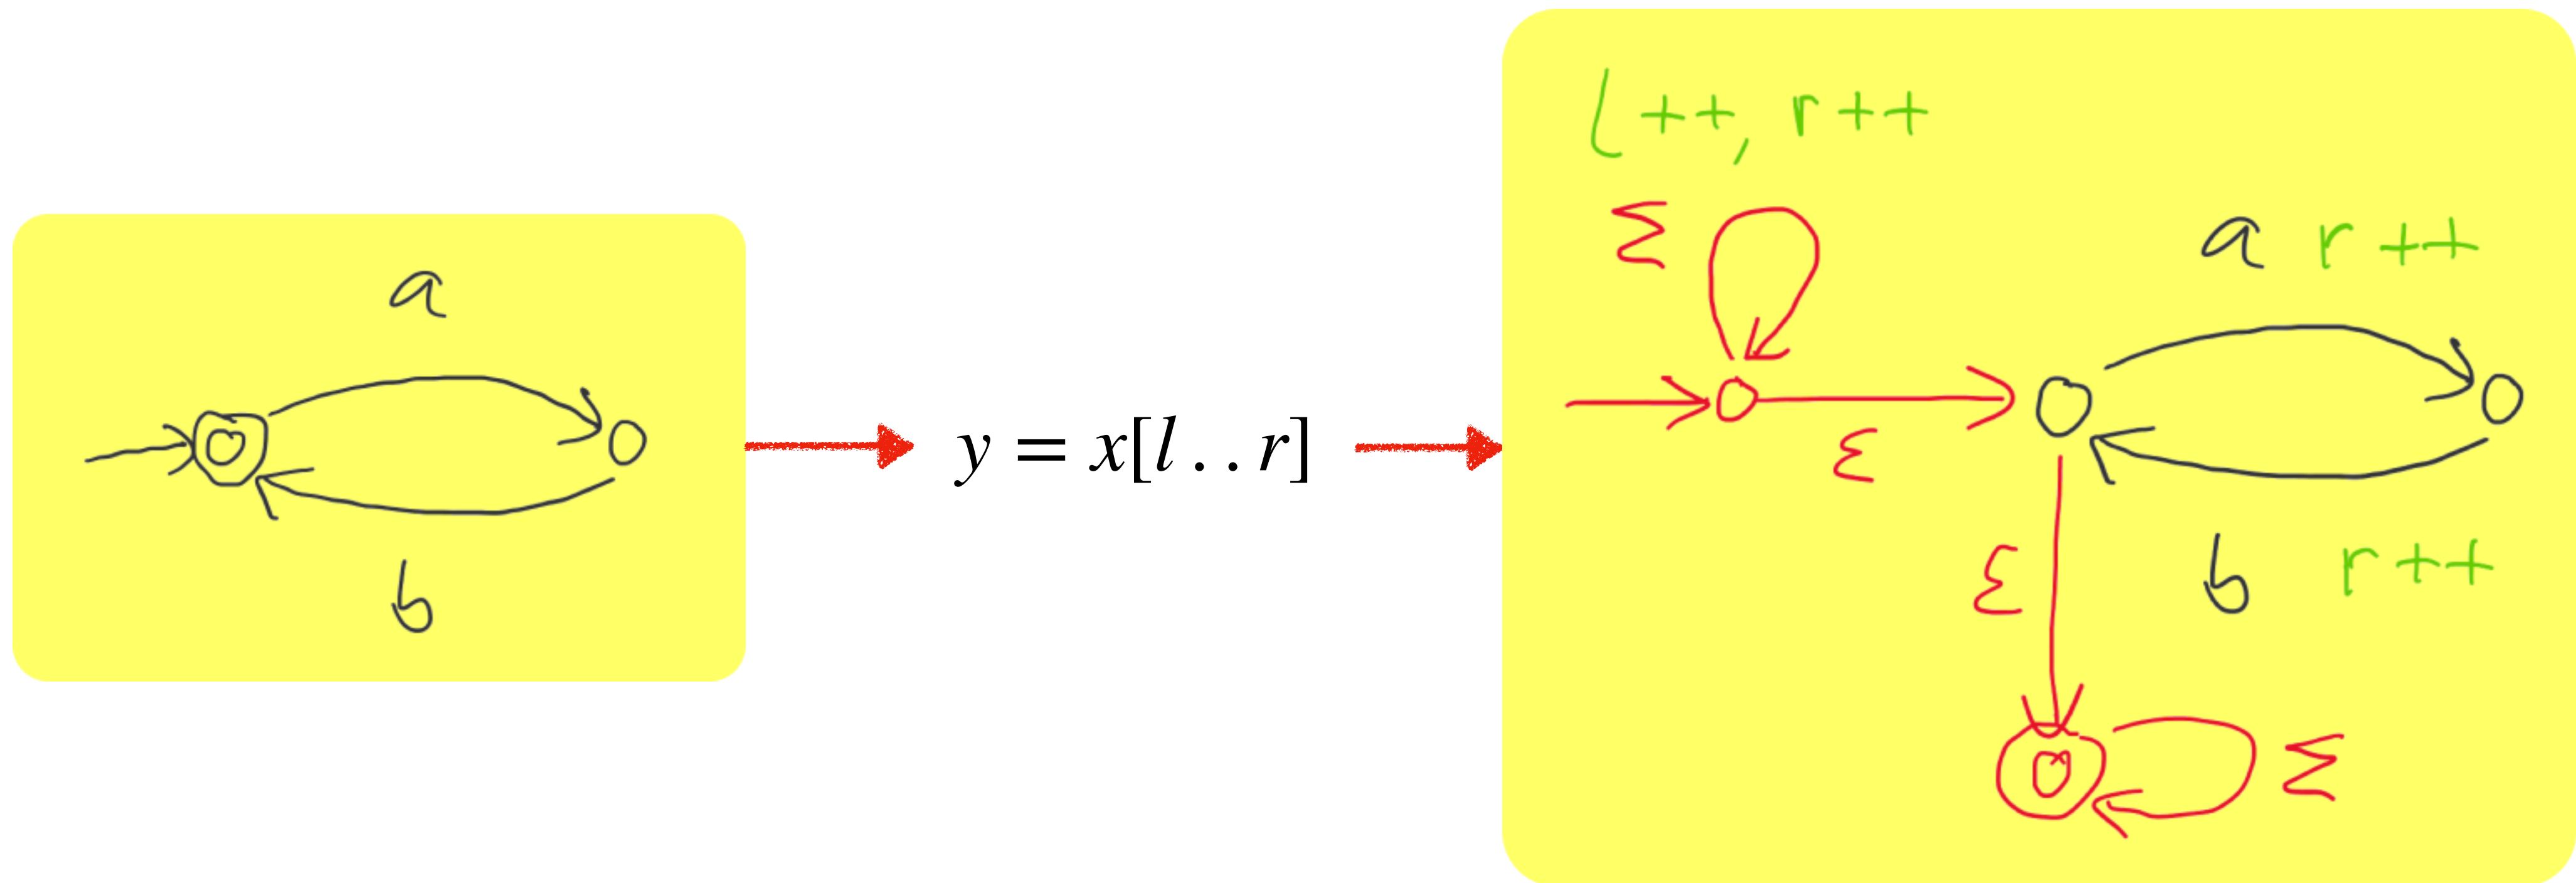 a
b
y = x[l . . r]
l ++, r ++
Σ
a r ++
ε
ε
b r ++
Σ